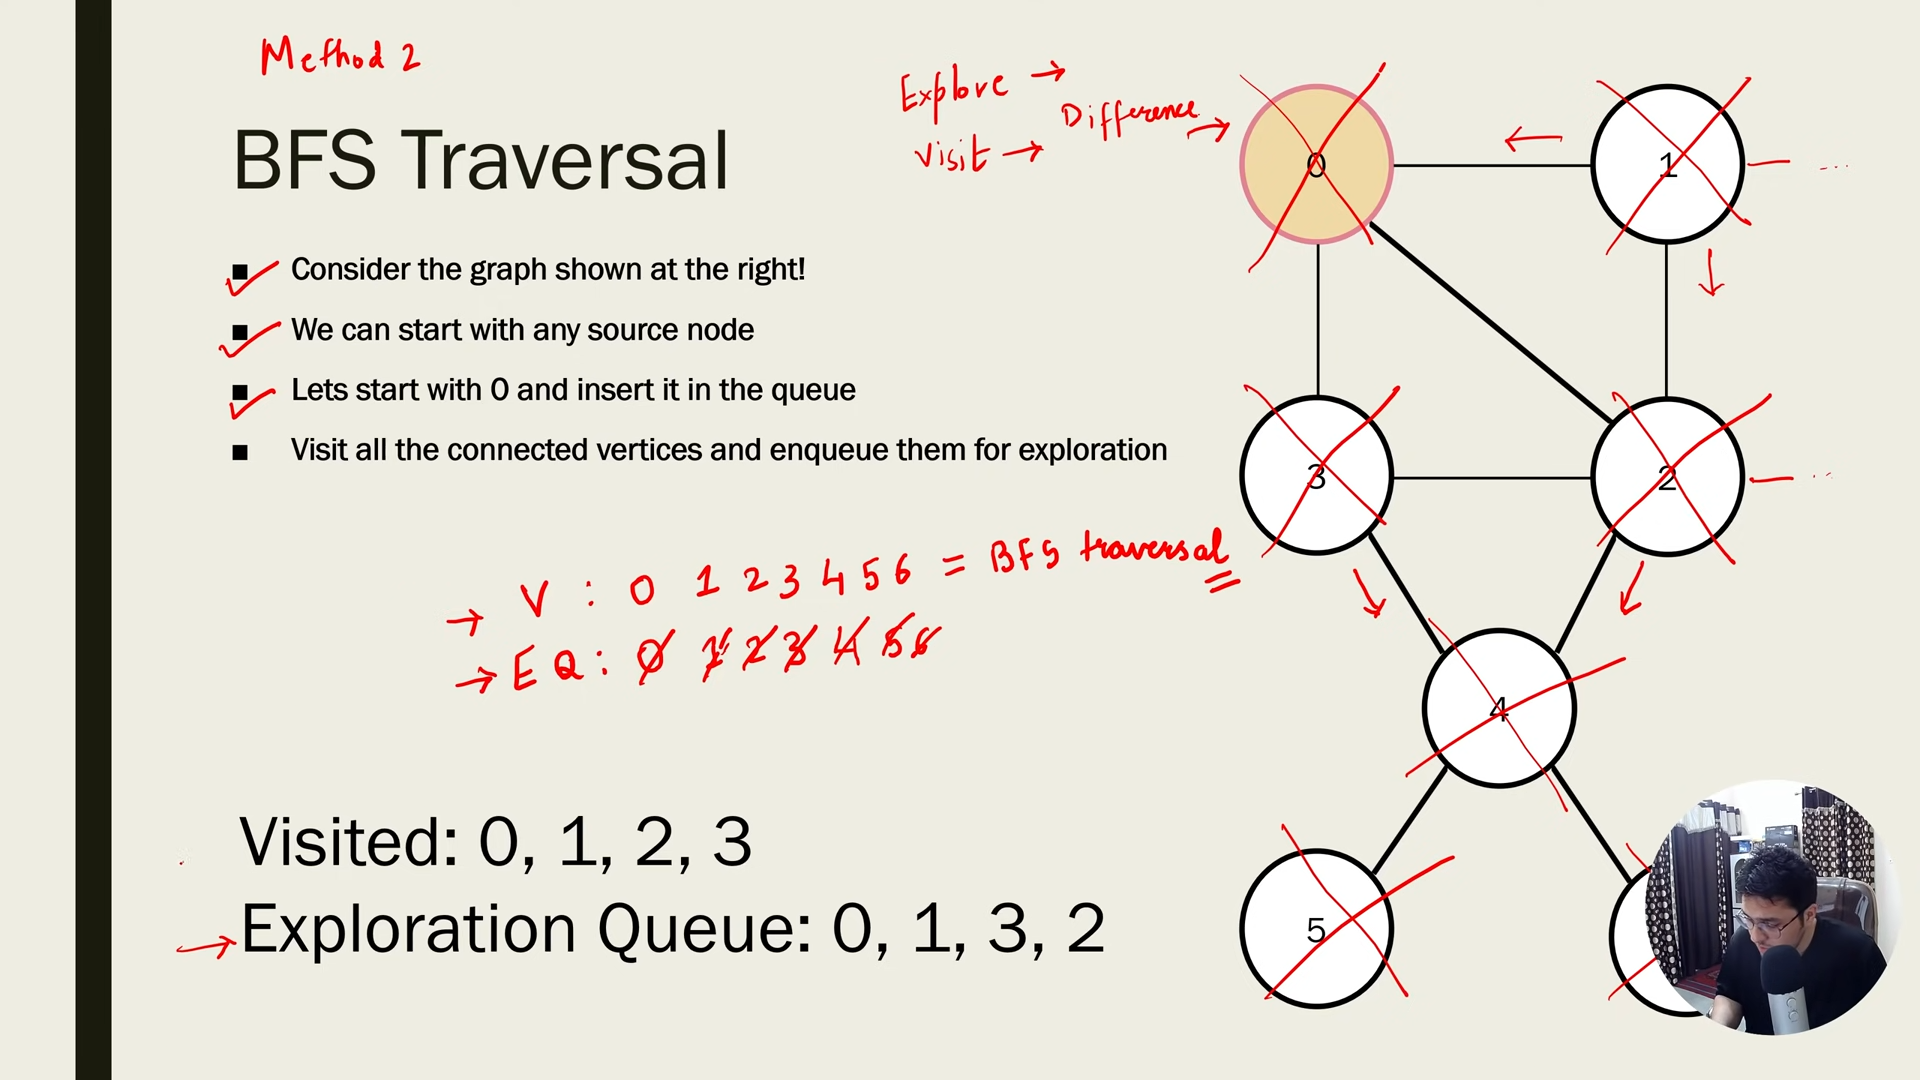 Method 2
BFS Traversal
Explore →
Visit →
Difference →
Consider the graph shown at the right!
We can start with any source node
Lets start with 0 and insert it in the queue
Visit all the connected vertices and enqueue them for exploration
→ V : 0 1 2 3 4 5 6 = BFS traversal
→ EQ : 0 1 2 3 4 5 6
Visited: 0, 1, 2, 3
→ Exploration Queue: 0, 1, 3, 2
0
1
3
2
4
5